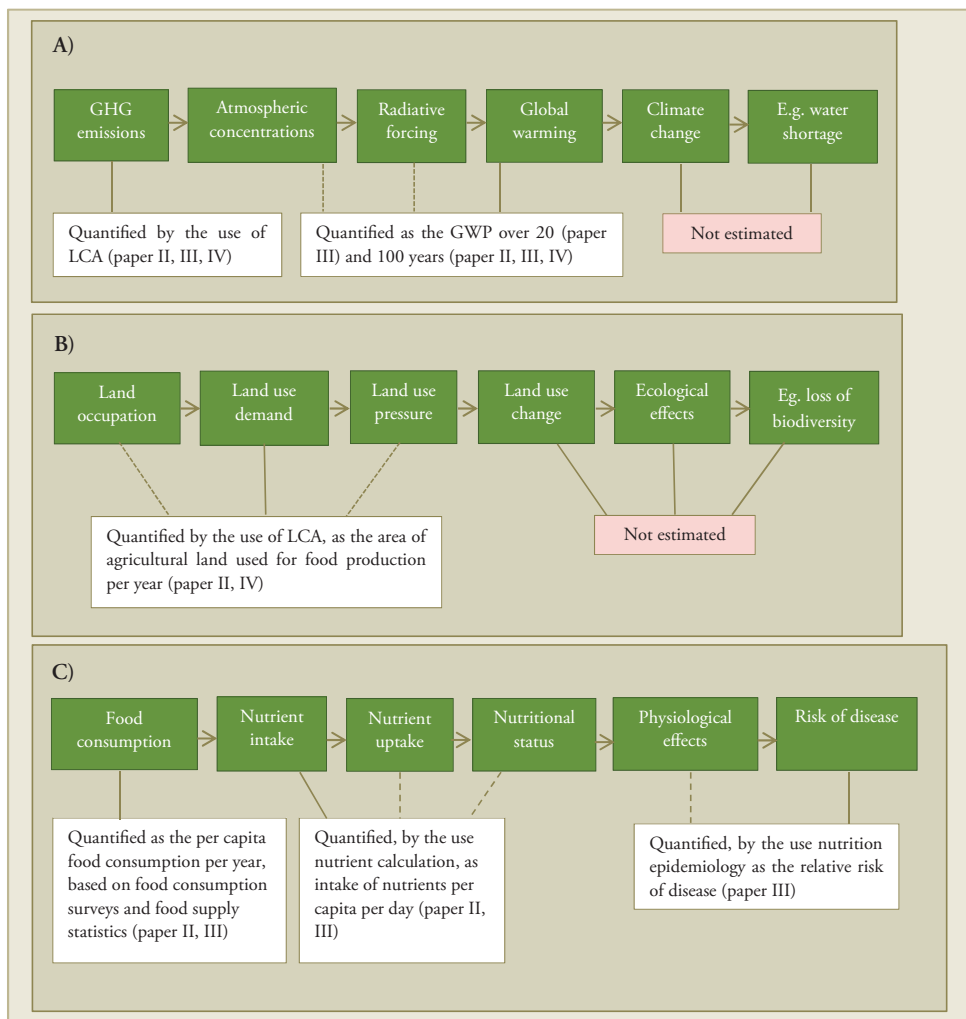 A)
GHG
emissions
Atmospheric
concentrations
Radiative
forcing
Global
warming
Climate
change
E.g. water
shortage
Quantified by the use of
LCA (paper II, III, IV)
Quantified as the GWP over 20 (paper
III) and 100 years (paper II, III, IV)
Not estimated
B)
Land
occupation
Land use
demand
Land use
pressure
Land use
change
Ecological
effects
Eg. loss of
biodiversity
Quantified by the use of LCA, as the area of
agricultural land used for food production
per year (paper II, IV)
Not estimated
C)
Food
consumption
Nutrient
intake
Nutrient
uptake
Nutritional
status
Physiological
effects
Risk of disease
Quantified as the per capita
food consumption per year,
based on food consumption
surveys and food supply
statistics (paper II, III)
Quantified, by the use
nutrient calculation, as
intake of nutrients per
capita per day (paper II,
III)
Quantified, by the use nutrition
epidemiology as the relative risk
of disease (paper III)